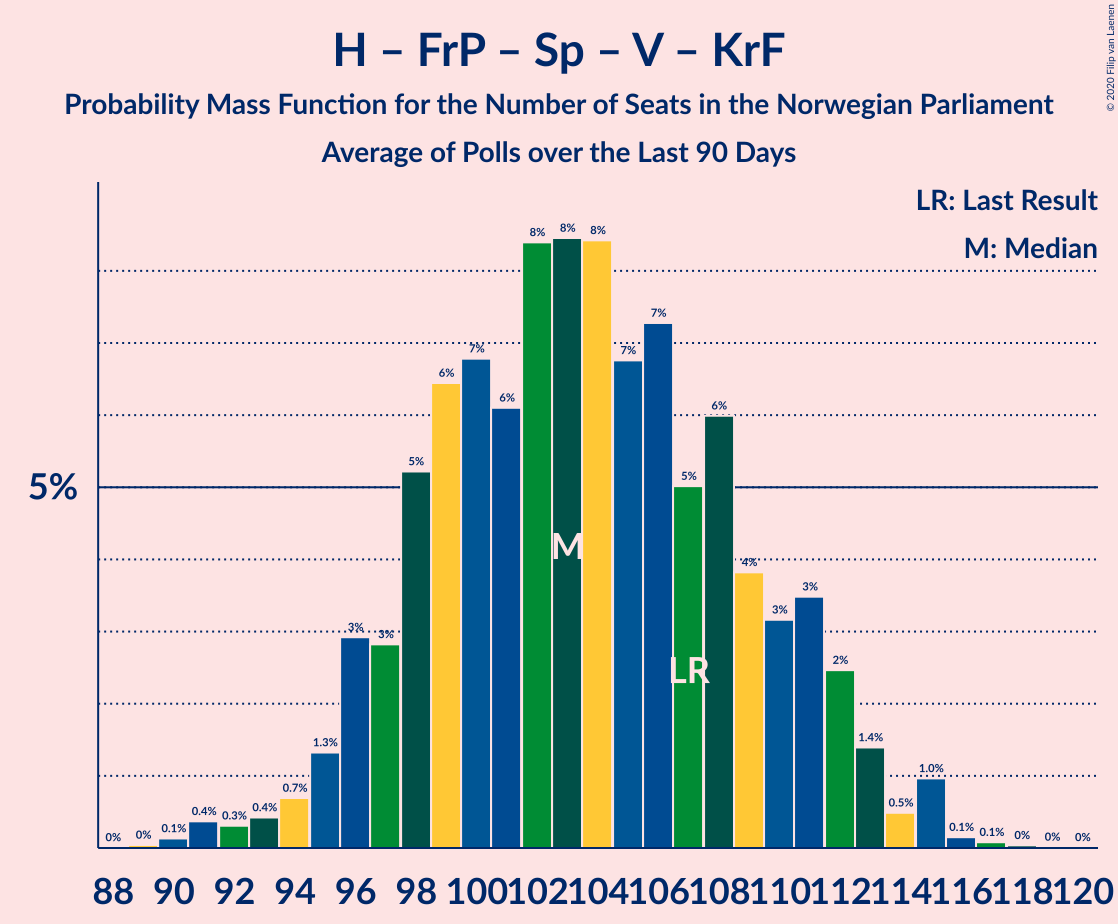 H – FrP – Sp – V – KrF
Probability Mass Function for the Number of Seats in the Norwegian Parliament
Average of Polls over the Last 90 Days
© 2020 Filip van Laenen
LR: Last Result
M: Median
5%
0% 0% 0.1% 0.4% 0.3% 0.4% 0.7% 1.3% 3% 3% 5% 6% 7% 6% 8% 8% 8% 7% 7% 5% 6% 4% 3% 3% 2% 1.4% 0.5% 1.0% 0.1% 0.1% 0% 0% 0%
M
LR
88 90 92 94 96 98 100 102 104 106 108 110 112 114 116 118 120